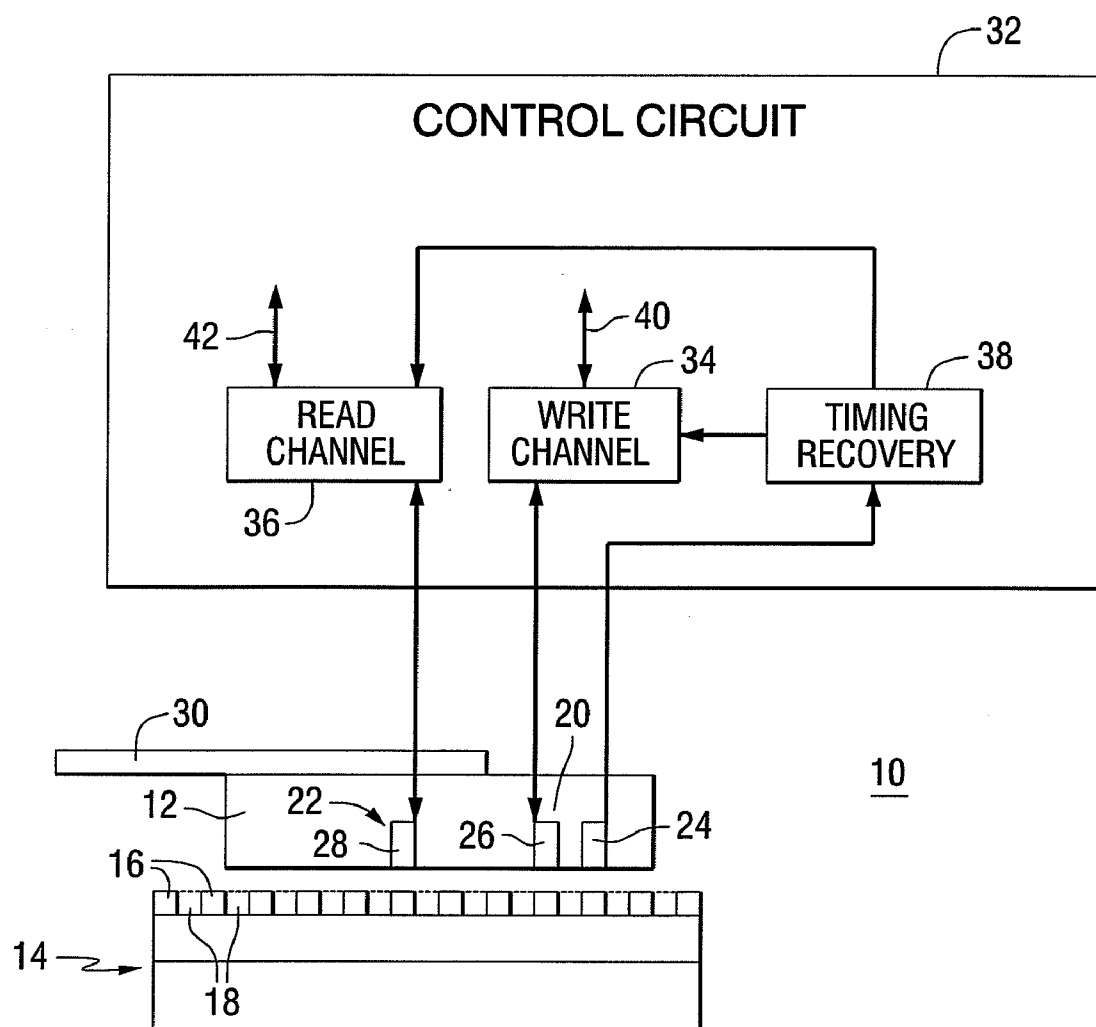 32
CONTROL CIRCUIT
42
40
34
38
READ
CHANNEL
WRITE
CHANNEL
TIMING
RECOVERY
36
30
20
10
12
22
28
26
24
16
14
18